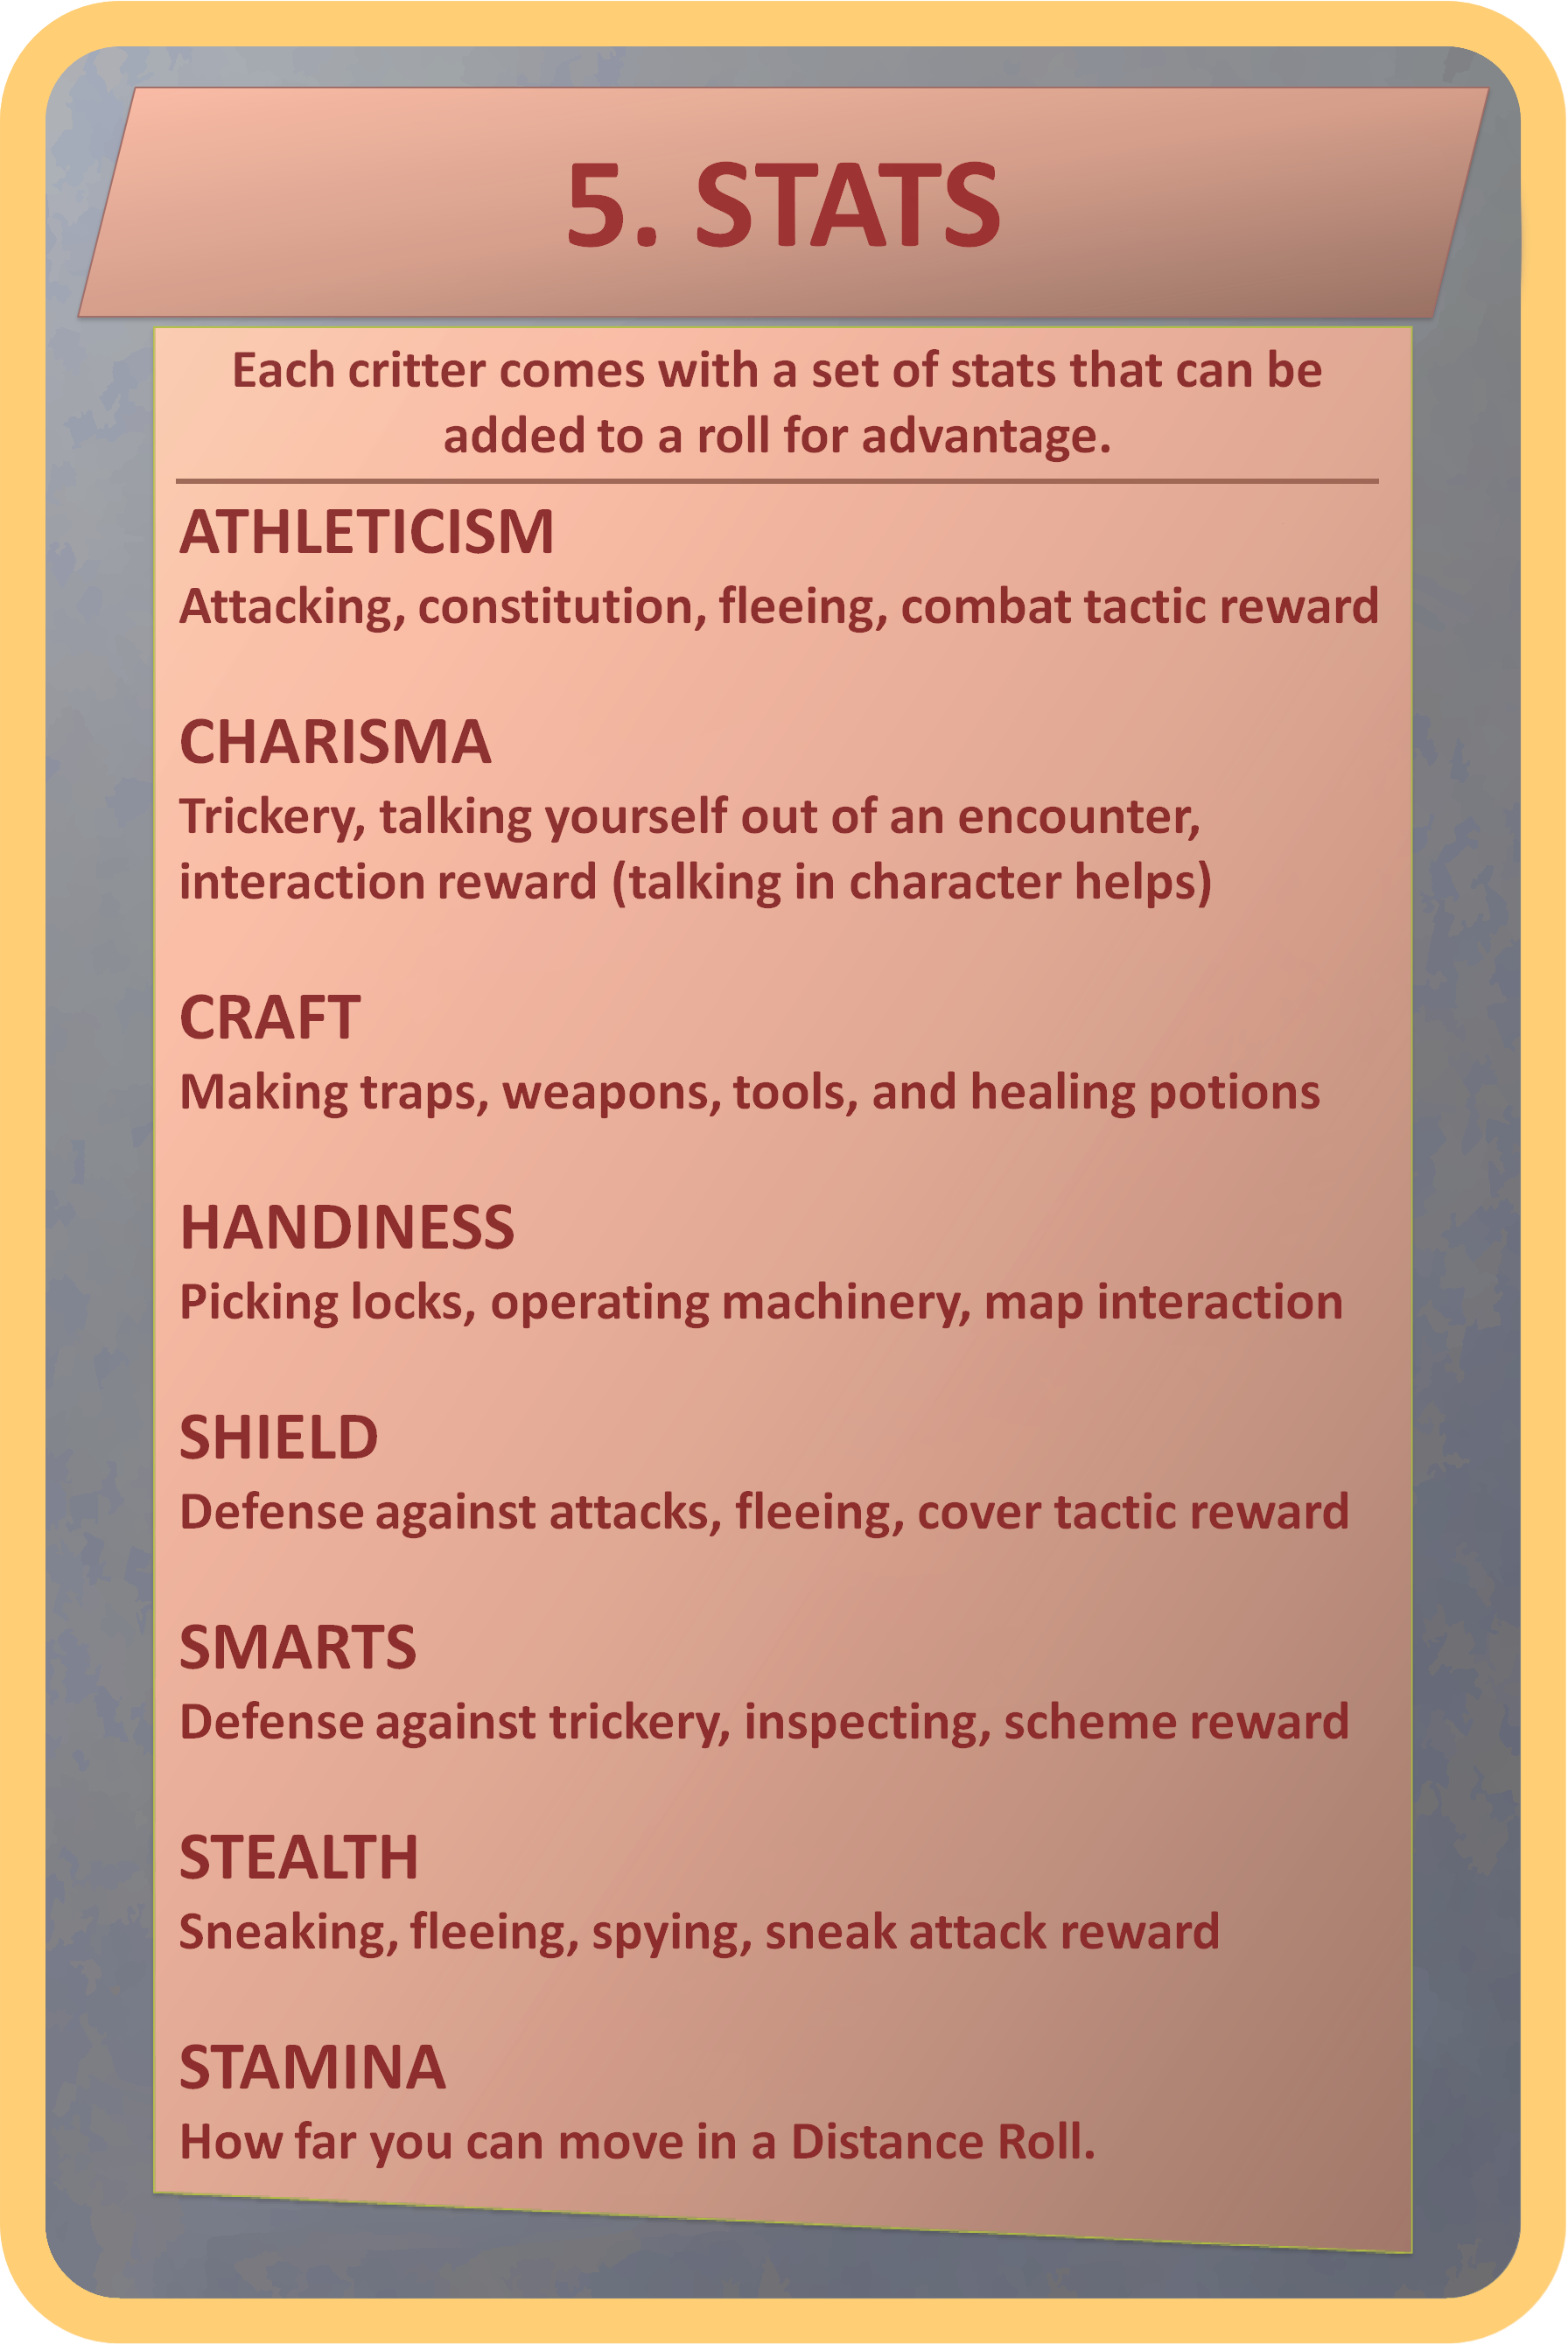 5. STATS
Each critter comes with a set of stats that can be
added to a roll for advantage.
ATHLETICISM
Attacking, constitution, fleeing, combat tactic reward
CHARISMA
Trickery, talking yourself out of an encounter,
interaction reward (talking in character helps)
CRAFT
Making traps, weapons, tools, and healing potions
HANDINESS
Picking locks, operating machinery, map interaction
SHIELD
Defense against attacks, fleeing, cover tactic reward
SMARTS
Defense against trickery, inspecting, scheme reward
STEALTH
Sneaking, fleeing, spying, sneak attack reward
STAMINA
How far you can move in a Distance Roll.